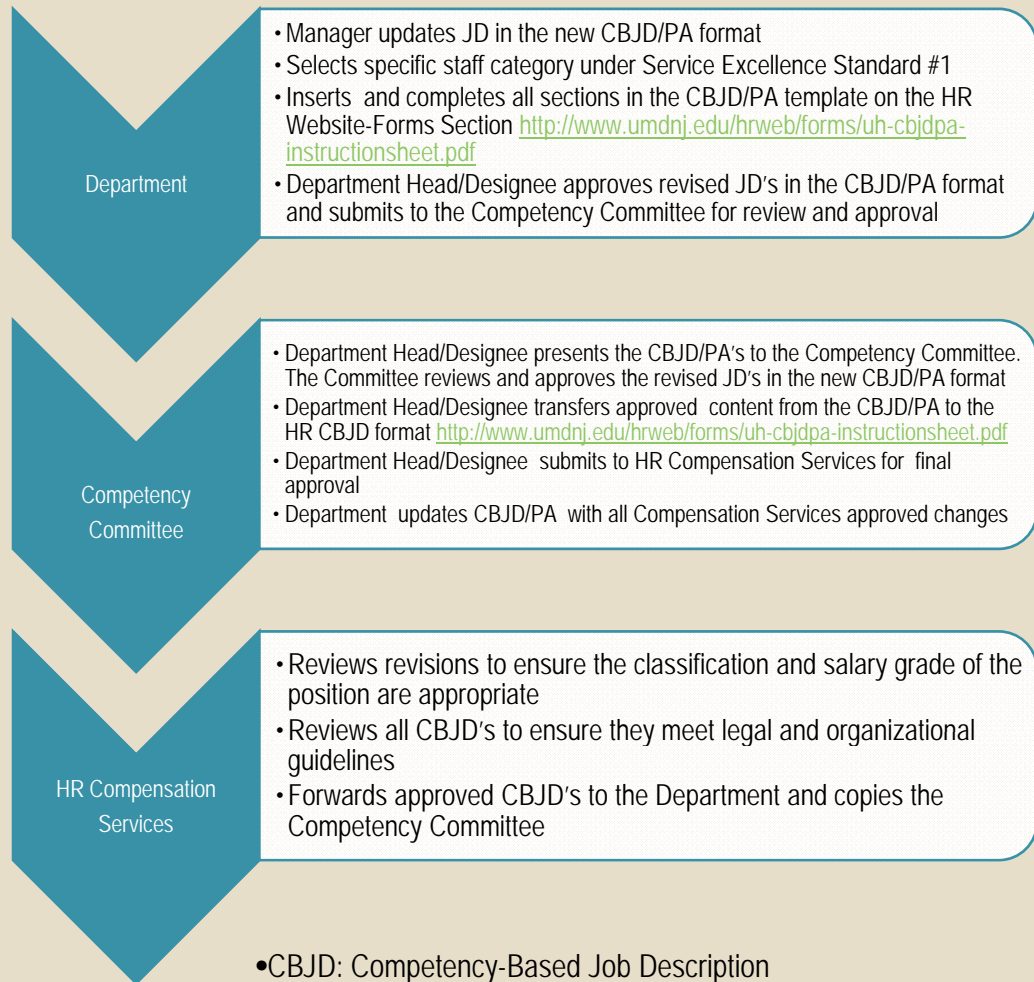 Department
• Manager updates JD in the new CBJD/PA format
• Selects specific staff category under Service Excellence Standard #1
• Inserts and completes all sections in the CBJD/PA template on the HR
Website-Forms Section http://www.umdnj.edu/hrweb/forms/uh-cbjdpa-
instructionsheet.pdf
• Department Head/Designee approves revised JD's in the CBJD/PA format
and submits to the Competency Committee for review and approval
Competency
Committee
• Department Head/Designee presents the CBJD/PA's to the Competency Committee.
The Committee reviews and approves the revised JD's in the new CBJD/PA format
• Department Head/Designee transfers approved content from the CBJD/PA to the
HR CBJD format http://www.umdnj.edu/hrweb/forms/uh-cbjdpa-instructionsheet.pdf
• Department Head/Designee submits to HR Compensation Services for final
approval
• Department updates CBJD/PA with all Compensation Services approved changes
HR Compensation
Services
• Reviews revisions to ensure the classification and salary grade of the
position are appropriate
• Reviews all CBJD's to ensure they meet legal and organizational
guidelines
• Forwards approved CBJD's to the Department and copies the
Competency Committee
•CBJD: Competency-Based Job Description